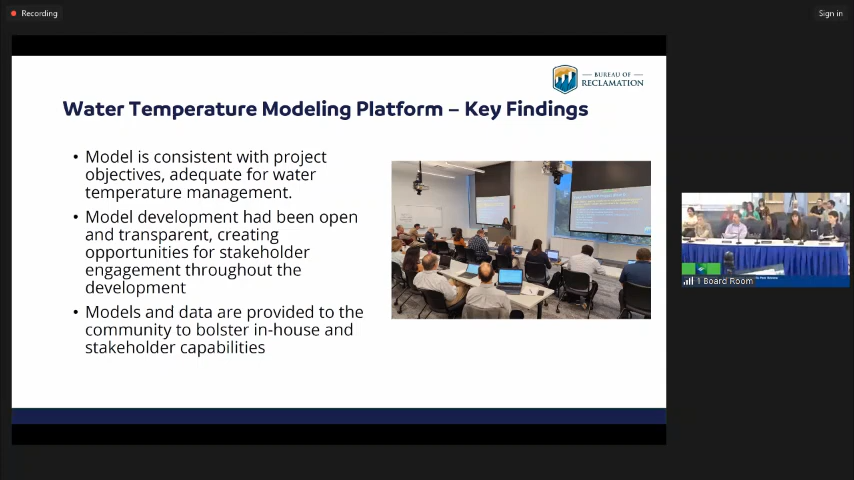 Recording
Sign in
BUREAU OF
RECLAMATION
Water Temperature Modeling Platform – Key Findings
• Model is consistent with project
objectives, adequate for water
temperature management.
• Model development had been open
and transparent, creating
opportunities for stakeholder
engagement throughout the
development
• Models and data are provided to the
community to bolster in-house and
stakeholder capabilities
1 Board Room